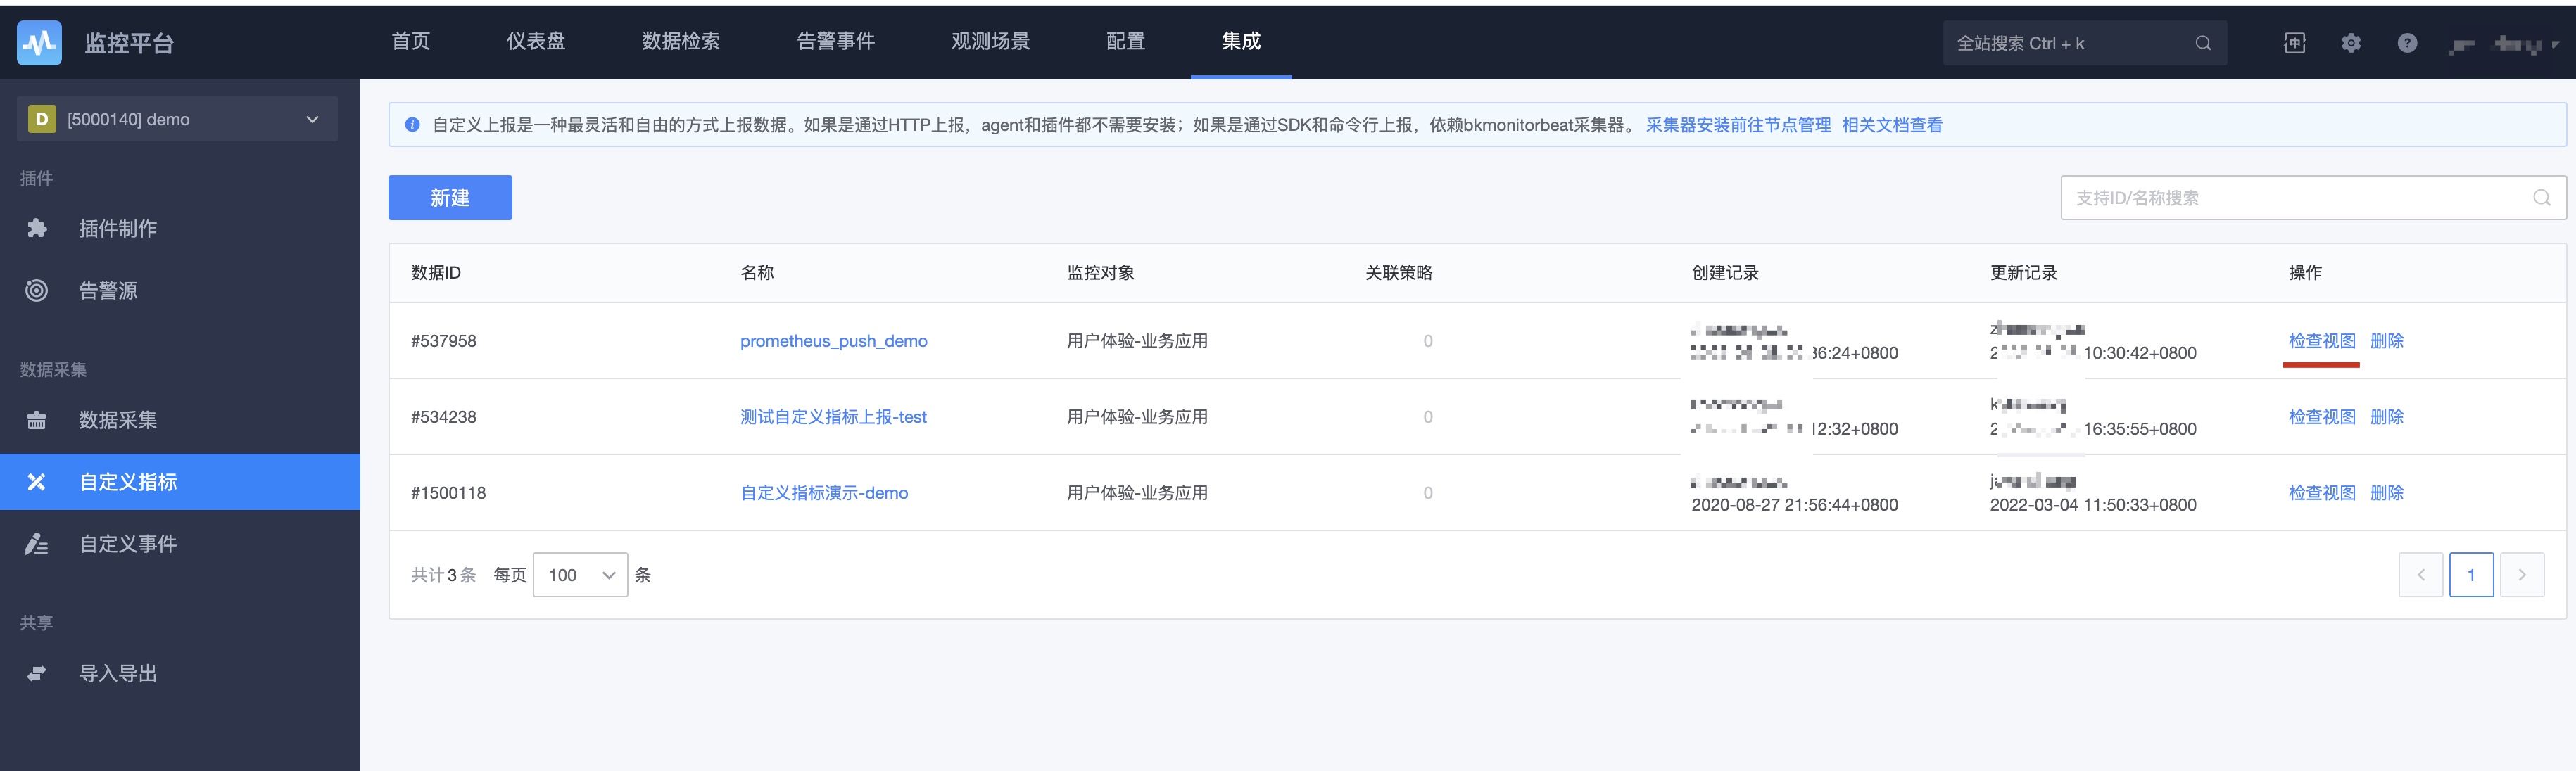 监控平台
首页
仪表盘
数据检索
告警事件
观测场景
配置
集成
全站搜索 Ctrl + k
中
D [5000140] demo
插件
插件制作
告警源
数据采集
数据采集
自定义指标
自定义事件
共享
导入导出
自定义上报是一种最灵活和自由的方式上报数据。如果是通过HTTP上报，agent和插件都不需要安装；如果是通过SDK和命令行上报，依赖bkmonitorbeat采集器。 采集器安装前往节点管理 相关文档查看
新建
支持ID/名称搜索
数据ID 名称 监控对象 关联策略 创建记录 更新记录 操作
#537958 prometheus_push_demo 用户体验-业务应用 0 36:24+0800 10:30:42+0800 检查视图 删除
#534238 测试自定义指标上报-test 用户体验-业务应用 0 12:32+0800 16:35:55+0800 检查视图 删除
#1500118 自定义指标演示-demo 用户体验-业务应用 0 2020-08-27 21:56:44+0800 2022-03-04 11:50:33+0800 检查视图 删除
共计3条 每页 100 条
1